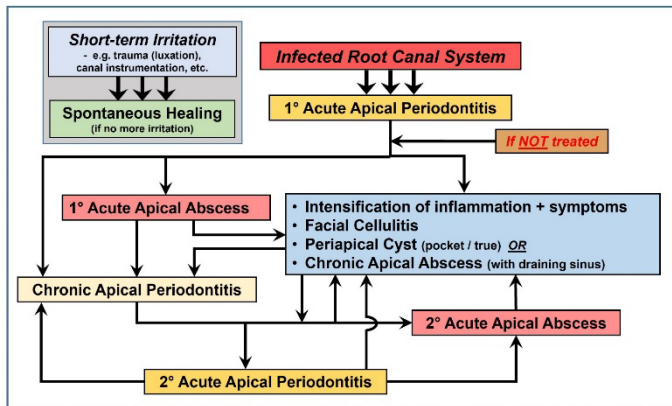 Short-term Irritation
- e.g. trauma (luxation),
canal instrumentation, etc.
Spontaneous Healing
(if no more irritation)
Infected Root Canal System
1° Acute Apical Periodontitis
If NOT treated
1° Acute Apical Abscess
• Intensification of inflammation + symptoms
• Facial Cellulitis
• Periapical Cyst (pocket / true) OR
• Chronic Apical Abscess (with draining sinus)
Chronic Apical Periodontitis
2° Acute Apical Abscess
2° Acute Apical Periodontitis